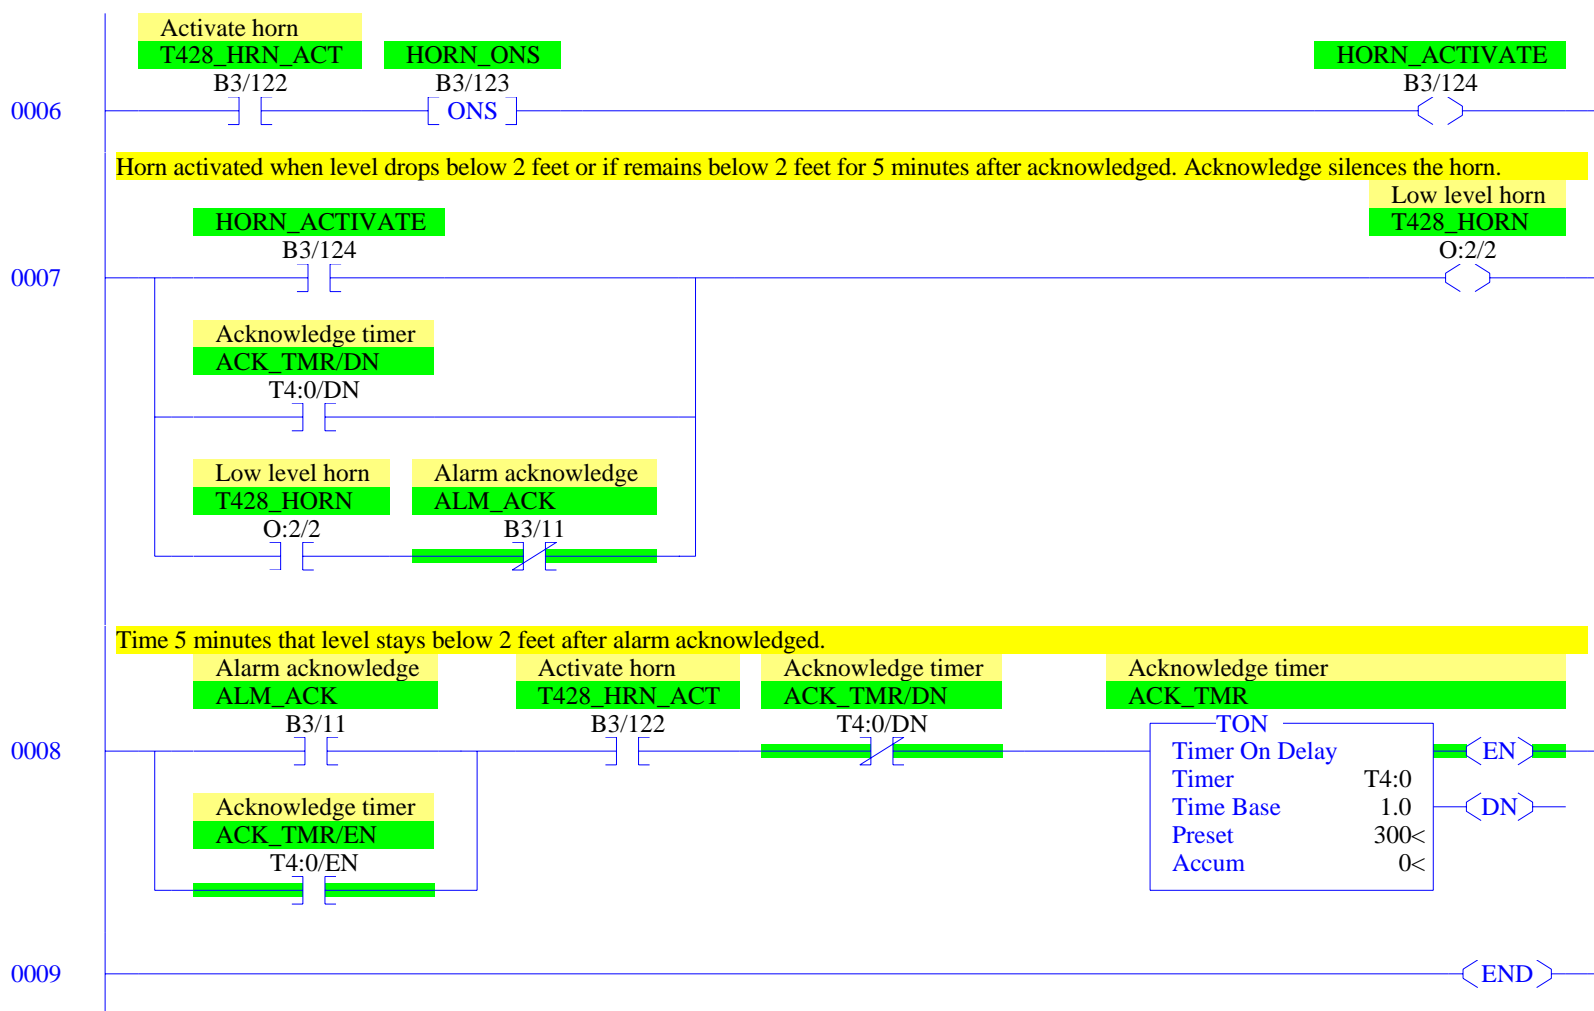 Activate horn
T428_HRN_ACT HORN_ONS HORN_ACTIVATE
B3/122 B3/123 B3/124
0006 ONS
Horn activated when level drops below 2 feet or if remains below 2 feet for 5 minutes after acknowledged. Acknowledge silences the horn.
Low level horn
HORN_ACTIVATE T428_HORN
B3/124 O:2/2
0007
Acknowledge timer
ACK_TMR/DN
T4:0/DN
Low level horn Alarm acknowledge
T428_HORN ALM_ACK
O:2/2 B3/11
Time 5 minutes that level stays below 2 feet after alarm acknowledged.
Alarm acknowledge Activate horn Acknowledge timer Acknowledge timer
ALM_ACK T428_HRN_ACT ACK_TMR/DN ACK_TMR
B3/11 B3/122 T4:0/DN TON
0008 Timer On Delay EN
Timer T4:0
Acknowledge timer Time Base 1.0 DN
ACK_TMR/EN Preset 300<
T4:0/EN Accum 0<
0009 END